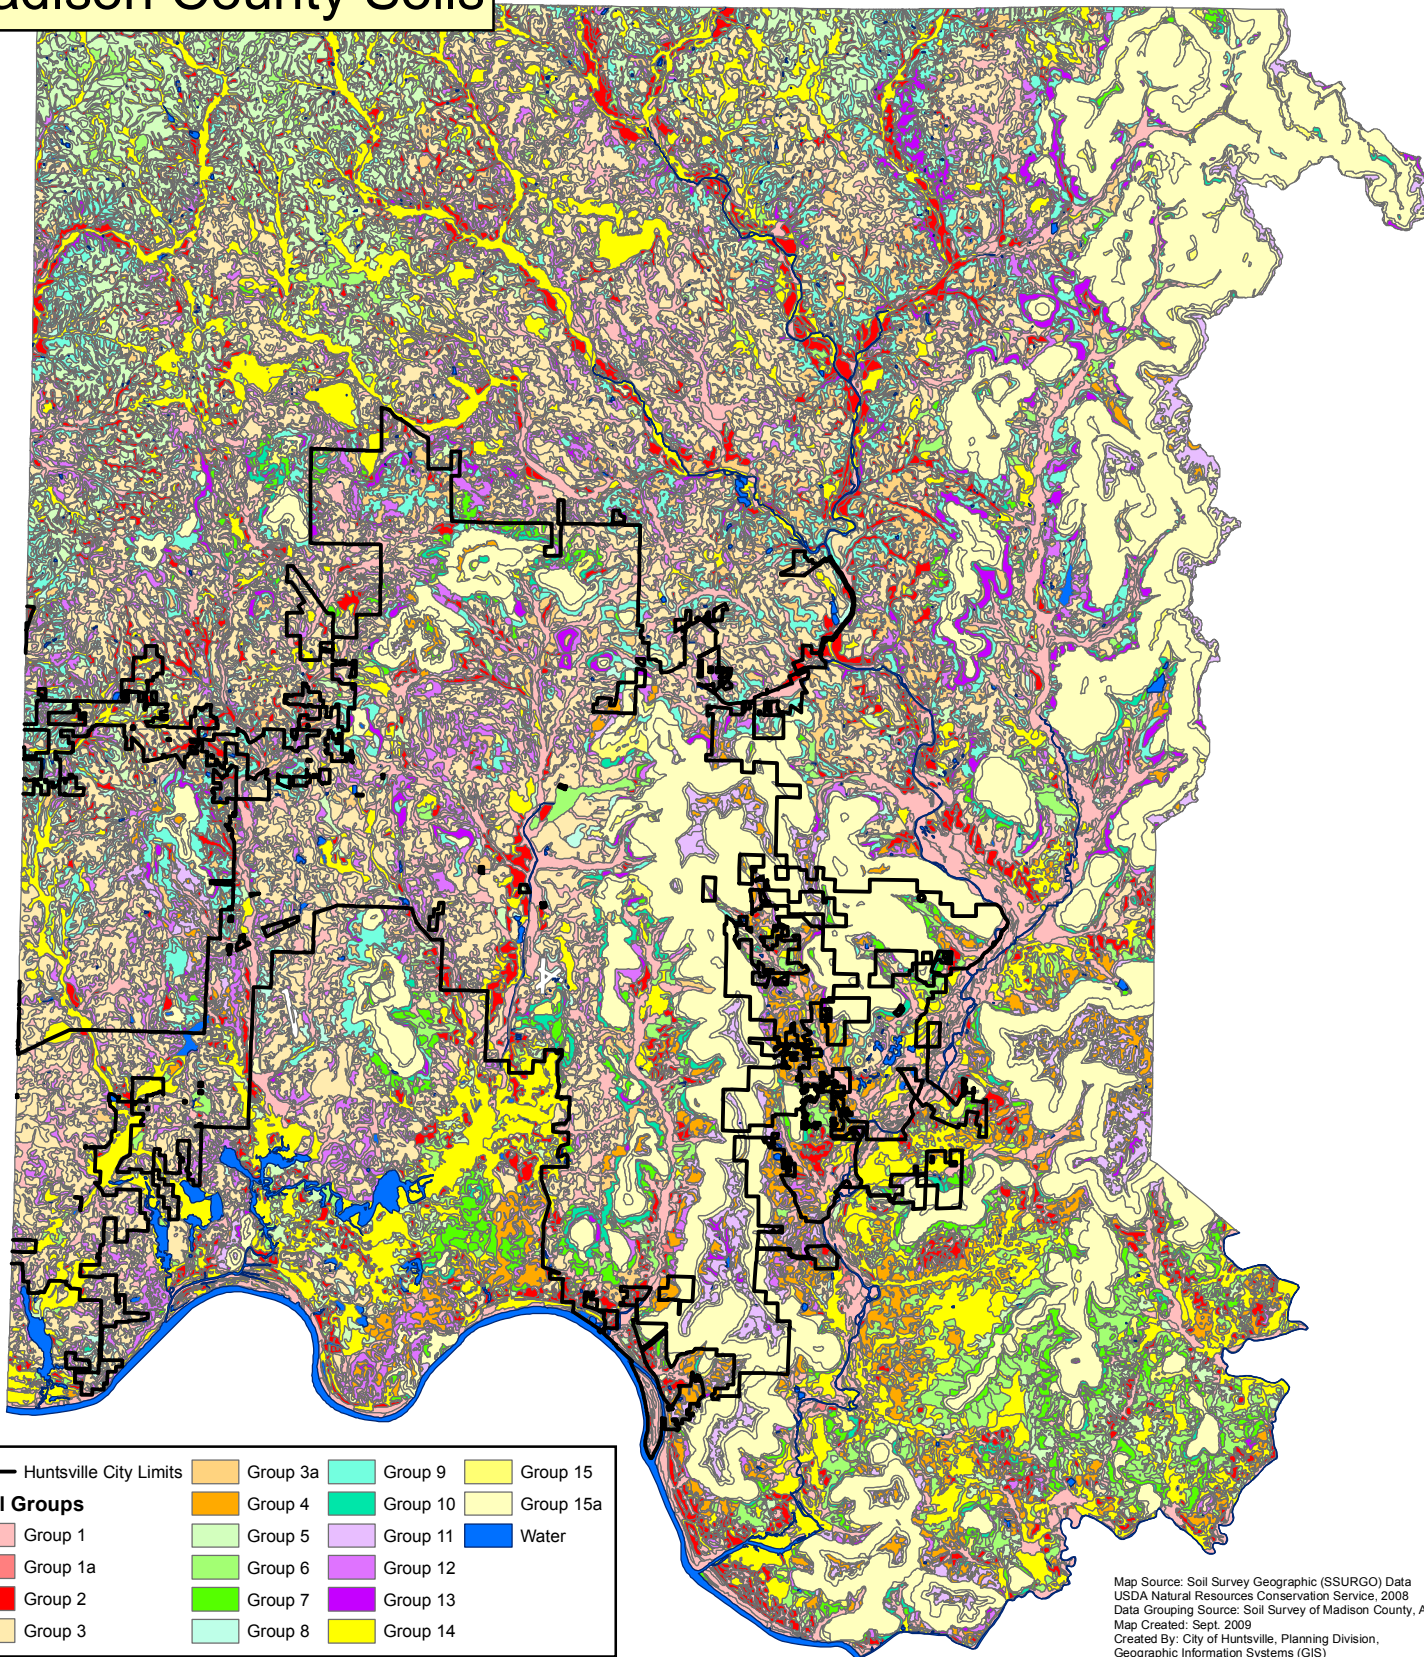 adison County Soils
Huntsville City Limits
l Groups
Group 1
Group 1a
Group 2
Group 3
Group 3a
Group 4
Group 5
Group 6
Group 7
Group 8
Group 9
Group 10
Group 11
Group 12
Group 13
Group 14
Group 15
Group 15a
Water
Map Source: Soil Survey Geographic (SSURGO) Data
USDA Natural Resources Conservation Service, 2008
Data Grouping Source: Soil Survey of Madison County, A
Map Created: Sept. 2009
Created By: City of Huntsville, Planning Division,
Geographic Information Systems (GIS)